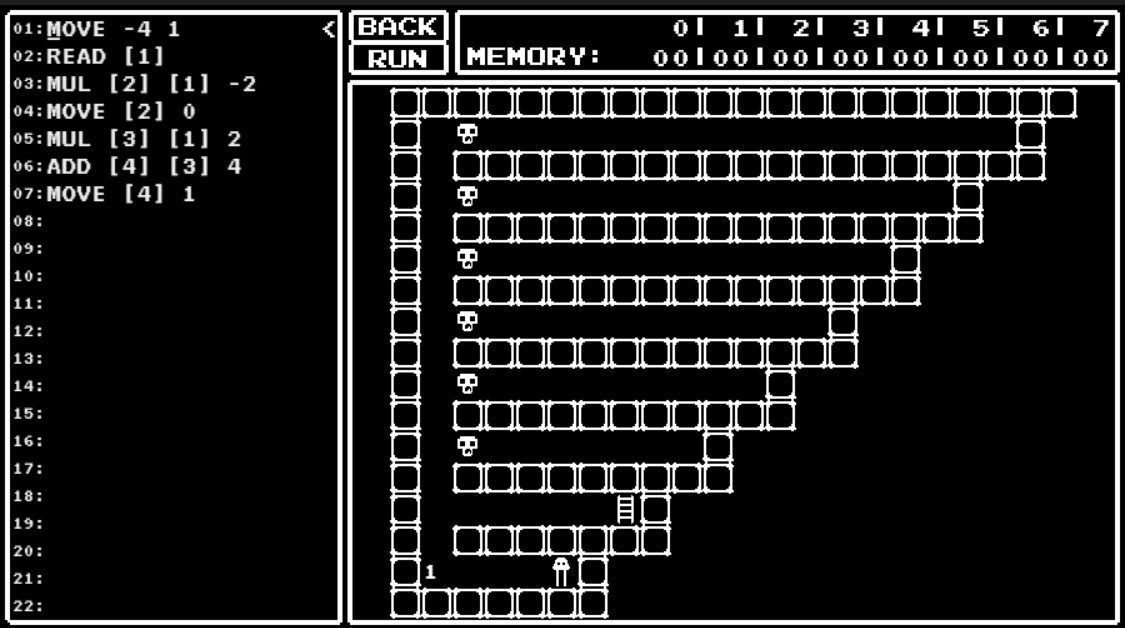 01:MOVE -4 1 <
02:READ [1]
03:MUL [2] [1] -2
04:MOVE [2] 0
05:MUL [3] [1] 2
06:ADD [4] [3] 4
07:MOVE [4] 1
08:
09:
10:
11:
12:
13:
14:
15:
16:
17:
18:
19:
20:
21:
22:
BACK
RUN
0| 1| 2| 3| 4| 5| 6| 7
MEMORY: 00|00|00|00|00|00|00|00
1